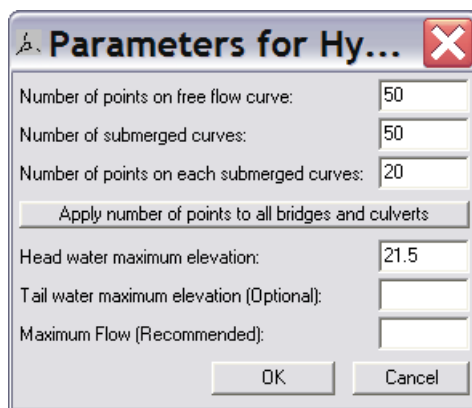 Parameters for Hy...
Number of points on free flow curve: 50
Number of submerged curves: 50
Number of points on each submerged curves: 20
Apply number of points to all bridges and culverts
Head water maximum elevation: 21.5
Tail water maximum elevation (Optional):
Maximum Flow (Recommended):
OK Cancel